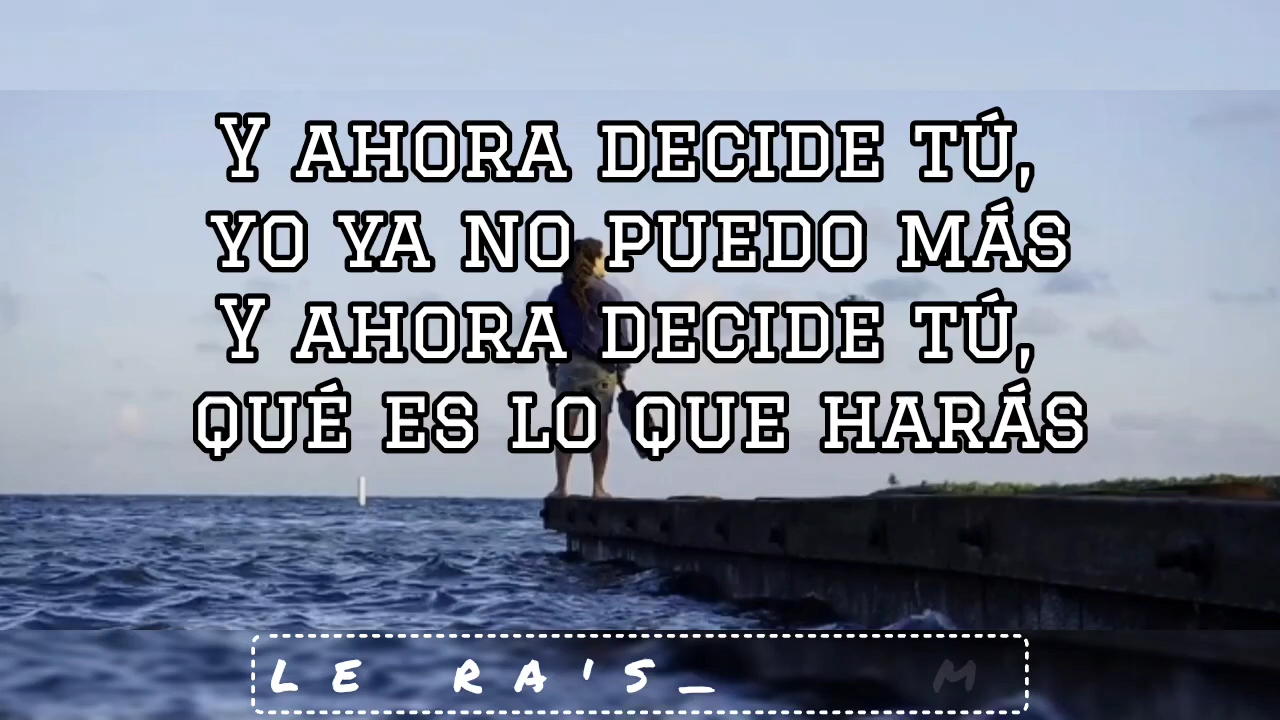 Y AHORA DECIDE TÚ,
YO YA NO PUEDO MÁS
Y AHORA DECIDE TÚ,
QUÉ ES LO QUE HARÁS
LE RA'S_ M